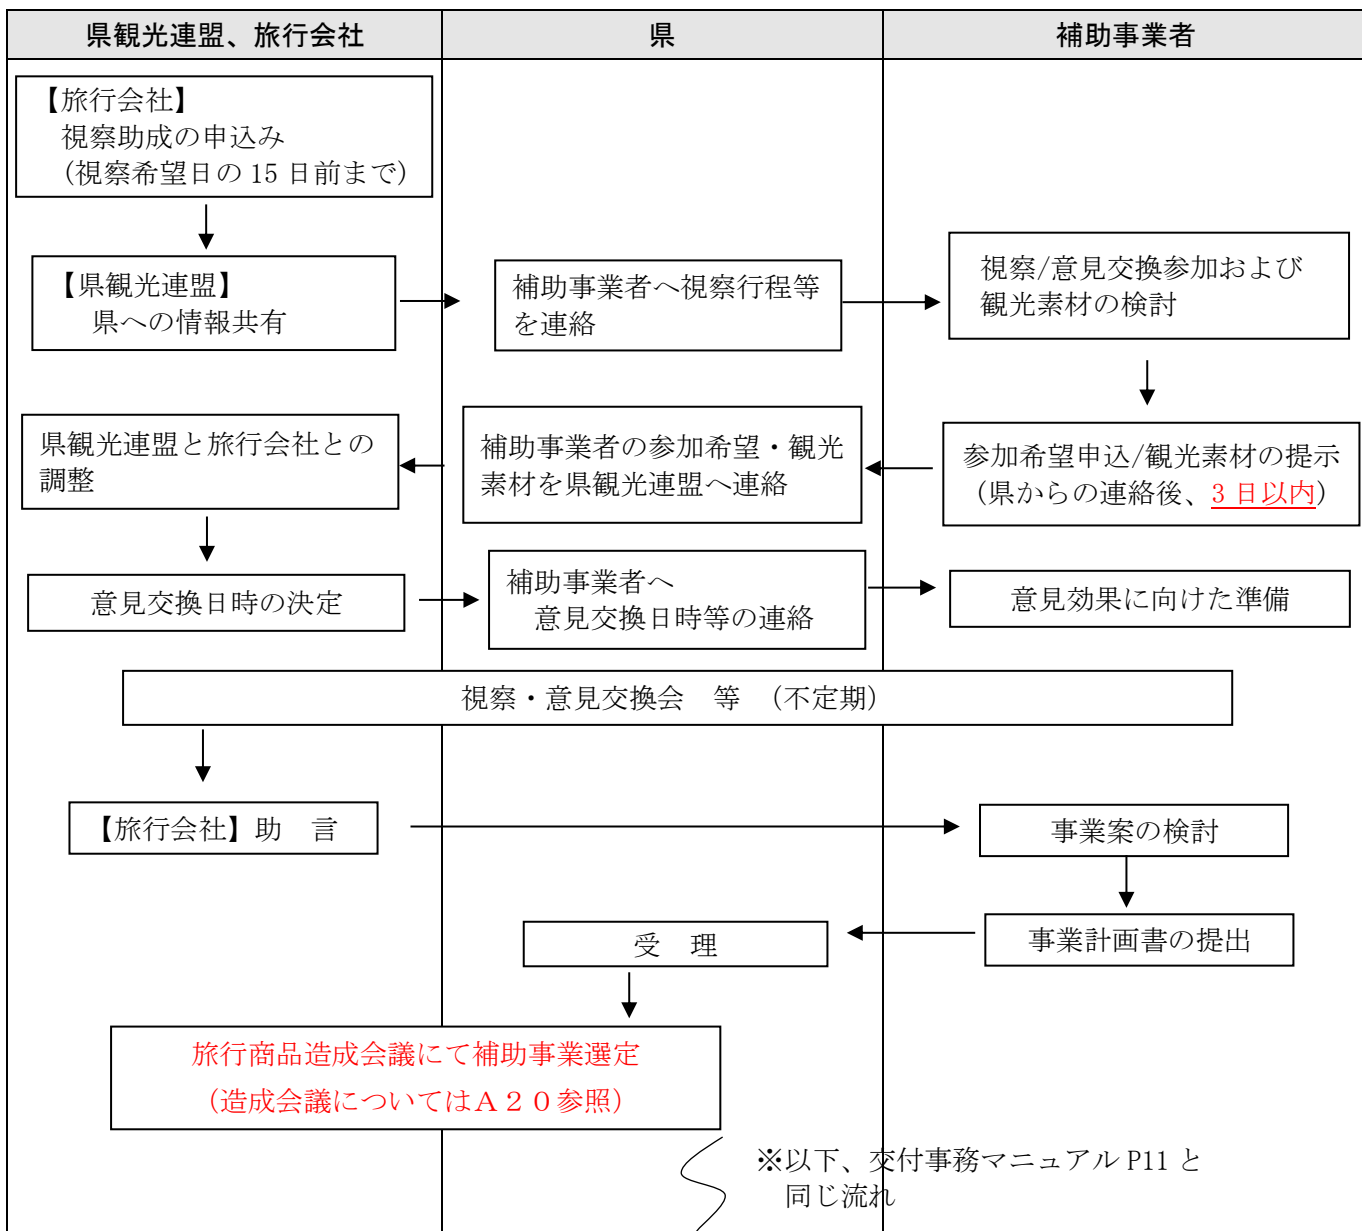 県観光連盟、旅行会社
県
補助事業者
【旅行会社】
視察助成の申込み
（視察希望日の 15 日前まで）
【県観光連盟】
県への情報共有
補助事業者へ視察行程等
を連絡
視察/意見交換参加および
観光素材の検討
県観光連盟と旅行会社との
調整
補助事業者の参加希望・観光
素材を県観光連盟へ連絡
参加希望申込/観光素材の提示
（県からの連絡後、3 日以内）
意見交換日時の決定
補助事業者へ
意見交換日時等の連絡
意見効果に向けた準備
視察・意見交換会　等　（不定期）
【旅行会社】助　言
事業案の検討
受　理
事業計画書の提出
旅行商品造成会議にて補助事業選定
（造成会議についてはＡ２０参照）
※以下、交付事務マニュアル P11 と
同じ流れ